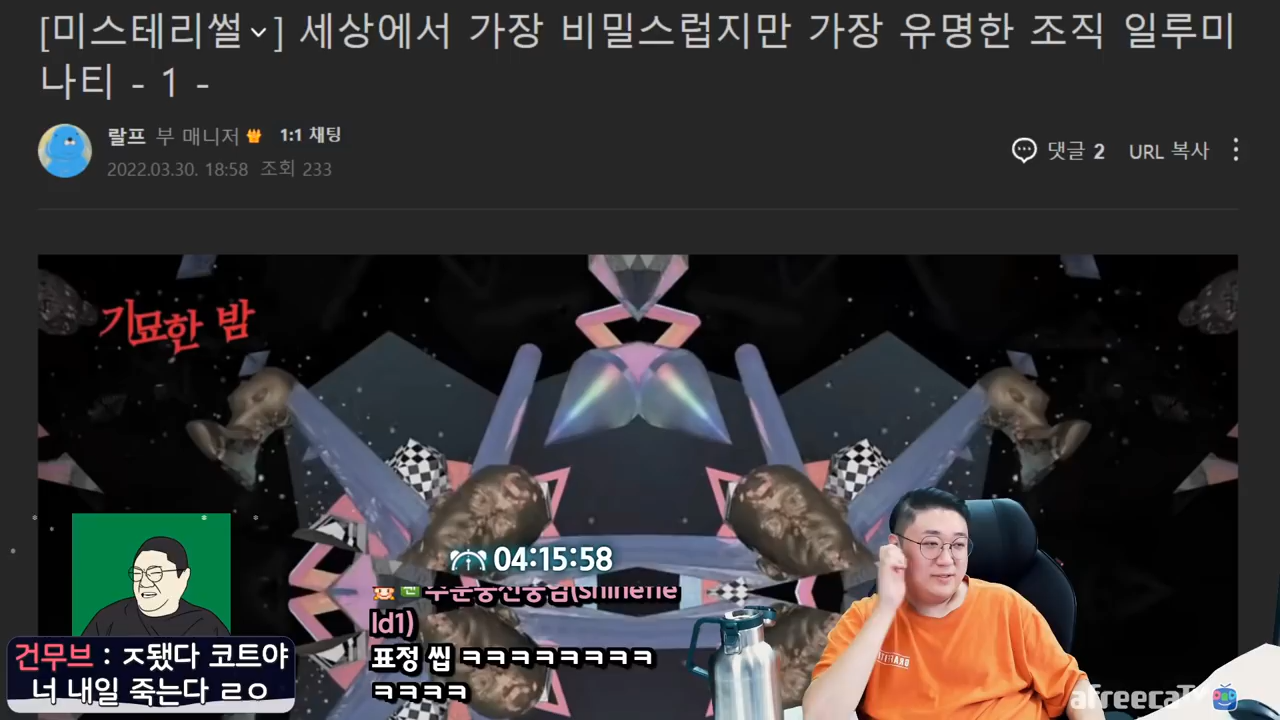 [미스테리썰⌄] 세상에서 가장 비밀스럽지만 가장 유명한 조직 일루미
나티 - 1 -
랄프 부 매니저 1:1 채팅
2022.03.30. 18:58 조회 233
댓글 2 URL 복사
기묘한 밤
04:15:58
ld1)
표정 씹 ㅋㅋㅋㅋㅋㅋㅋㅋ
ㅋㅋㅋㅋ
건무브 : ㅈ됐다 코트야
너 내일 죽는다 ㄹㅇ
afreecaTV